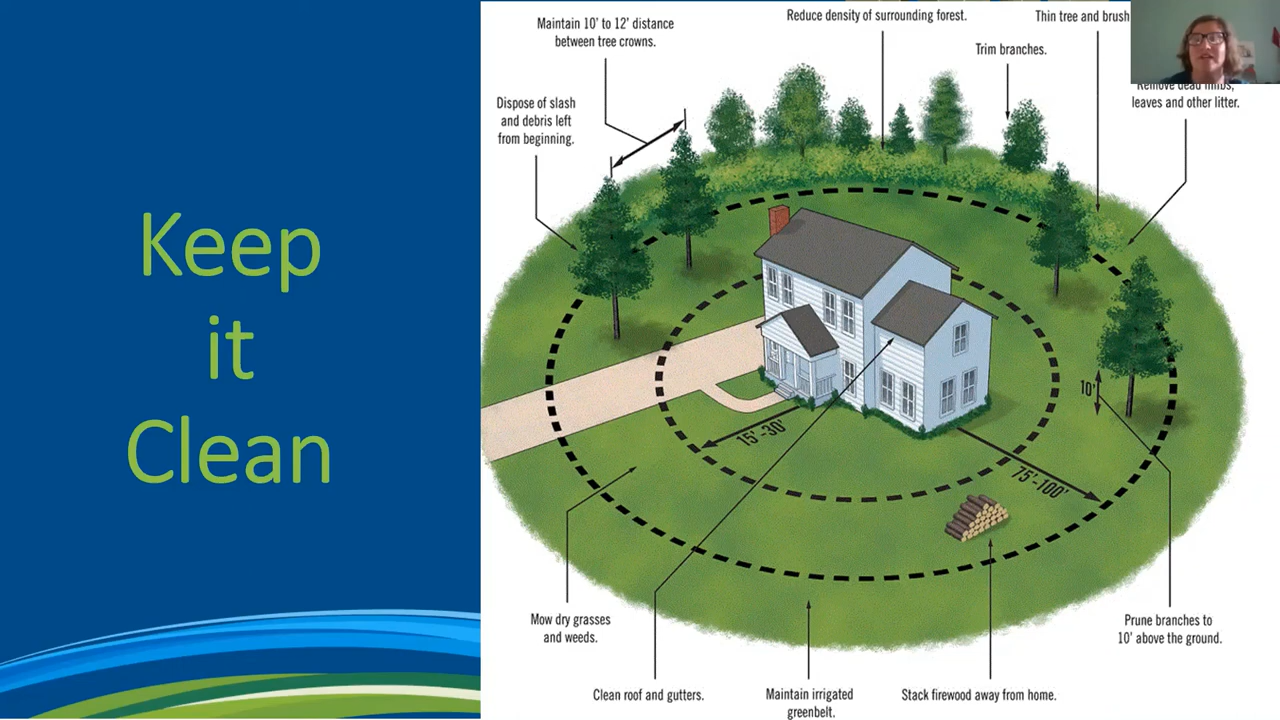 Keep
it
Clean
Maintain 10' to 12' distance
between tree crowns.
Reduce density of surrounding forest.
Thin tree and brush
Trim branches.
Dispose of slash
and debris left
from beginning.
Remove dead limbs,
leaves and other litter.
15'-30'
75'-100'
10'
Mow dry grasses
and weeds.
Prune branches to
10' above the ground.
Clean roof and gutters.
Maintain irrigated
greenbelt.
Stack firewood away from home.